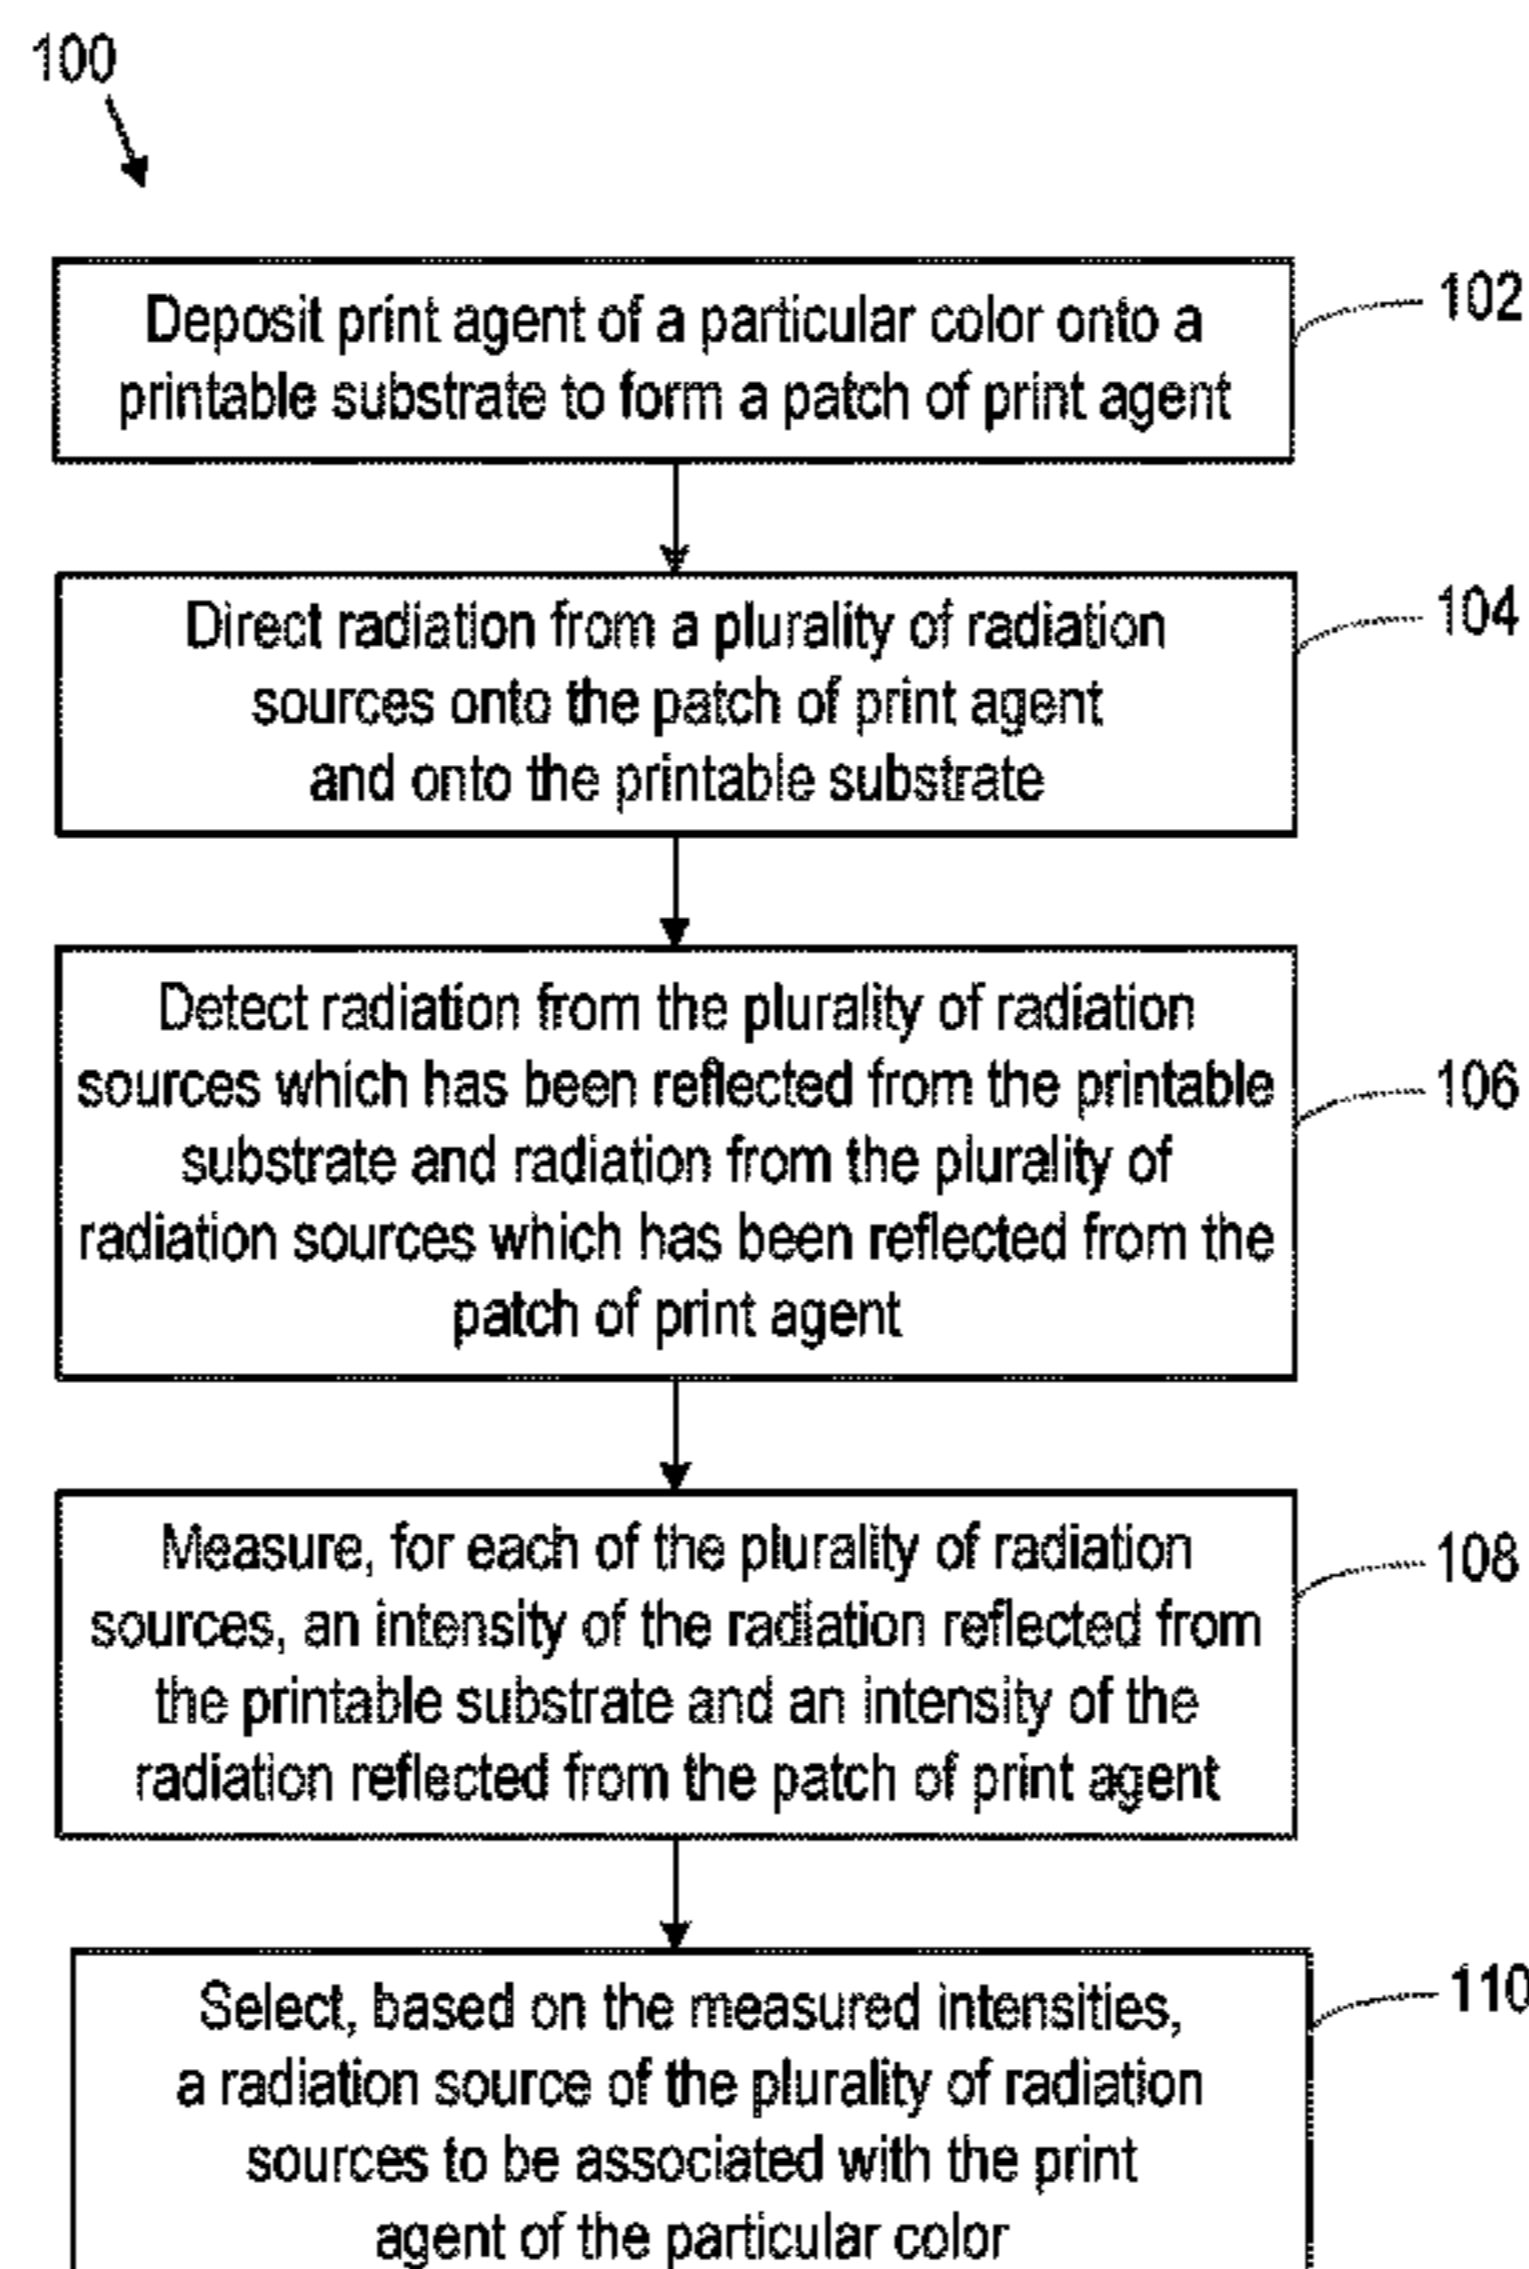 100
Deposit print agent of a particular color onto a
printable substrate to form a patch of print agent
102
Direct radiation from a plurality of radiation
sources onto the patch of print agent
and onto the printable substrate
104
Detect radiation from the plurality of radiation
sources which has been reflected from the printable
substrate and radiation from the plurality of
radiation sources which has been reflected from the
patch of print agent
106
Measure, for each of the plurality of radiation
sources, an intensity of the radiation reflected from
the printable substrate and an intensity of the
radiation reflected from the patch of print agent
108
Select, based on the measured intensities,
a radiation source of the plurality of radiation
sources to be associated with the print
agent of the particular color
110